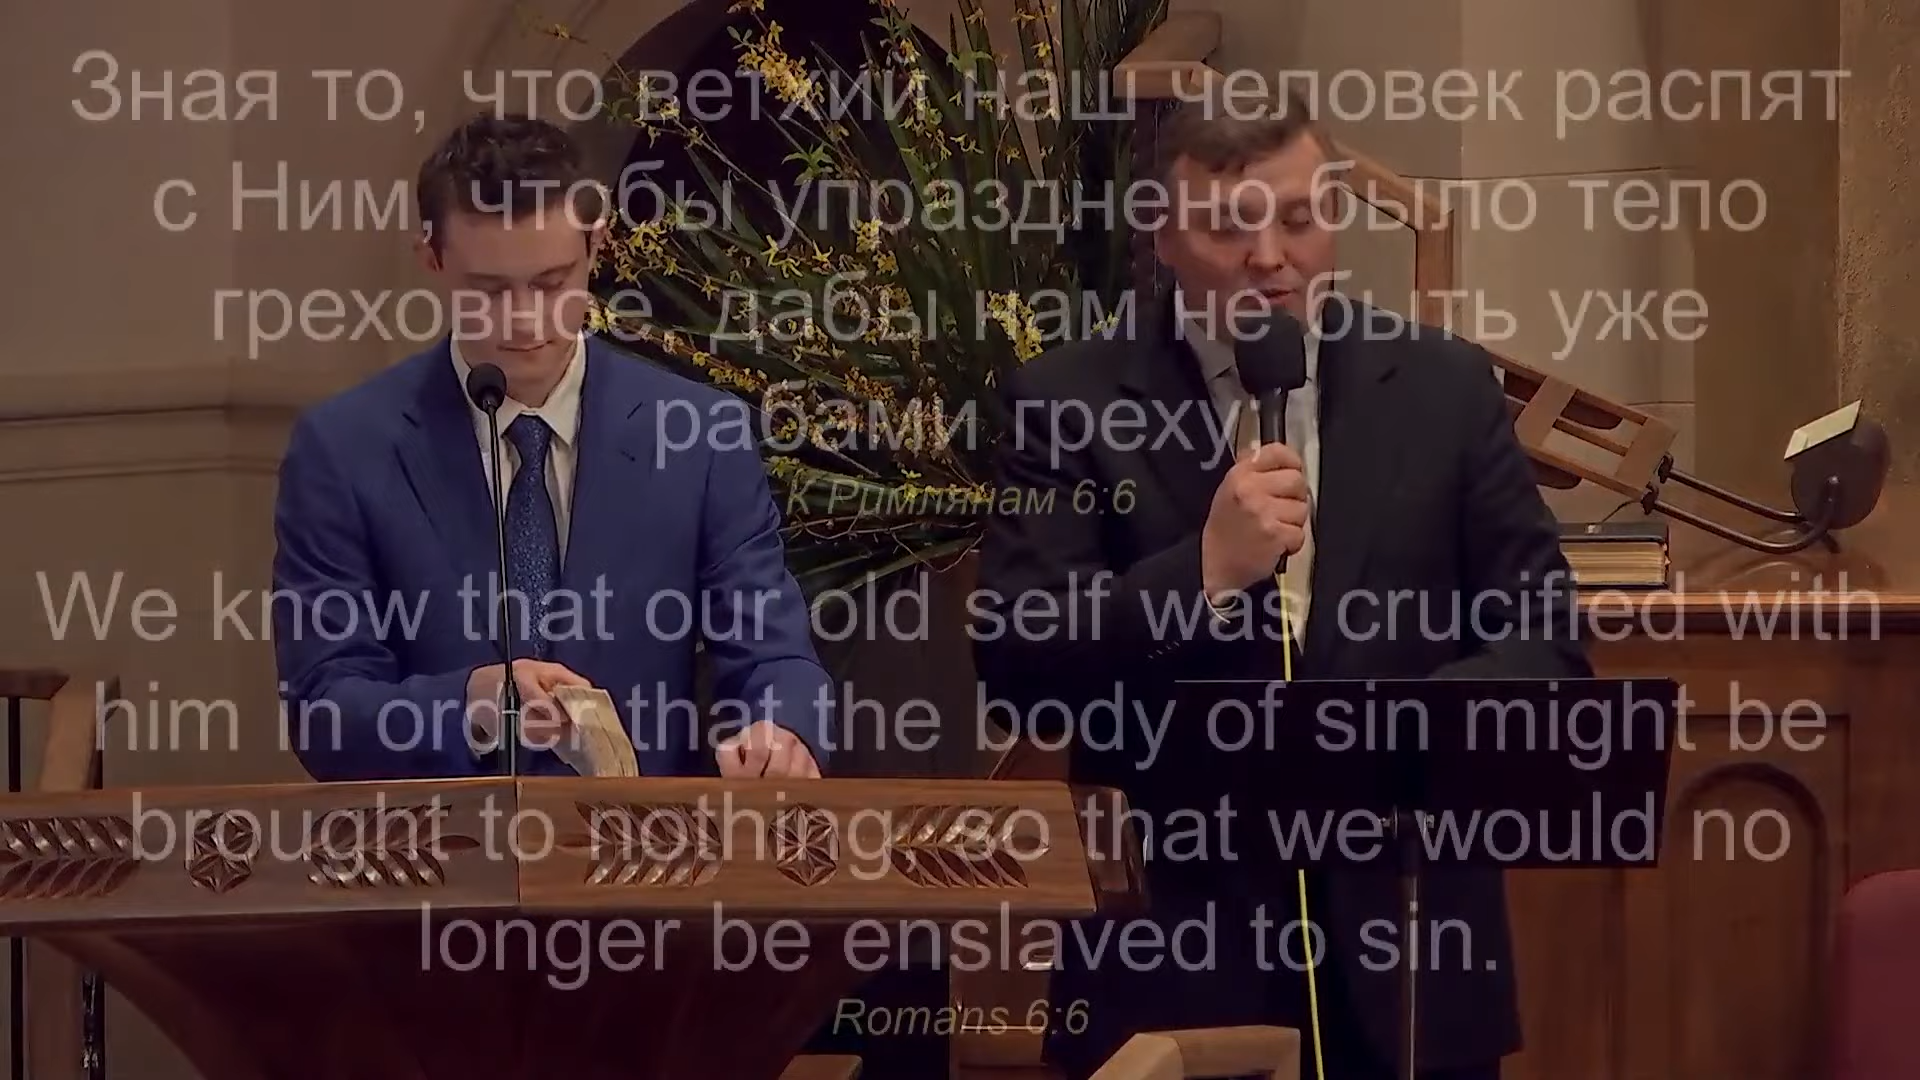 Зная то, что ветхий наш человек распят
с Ним, чтобы упразднено было тело
греховное, дабы нам не быть уже
рабами греху;
К Римлянам 6:6
We know that our old self was crucified with
him in order that the body of sin might be
brought to nothing, so that we would no
longer be enslaved to sin.
Romans 6:6